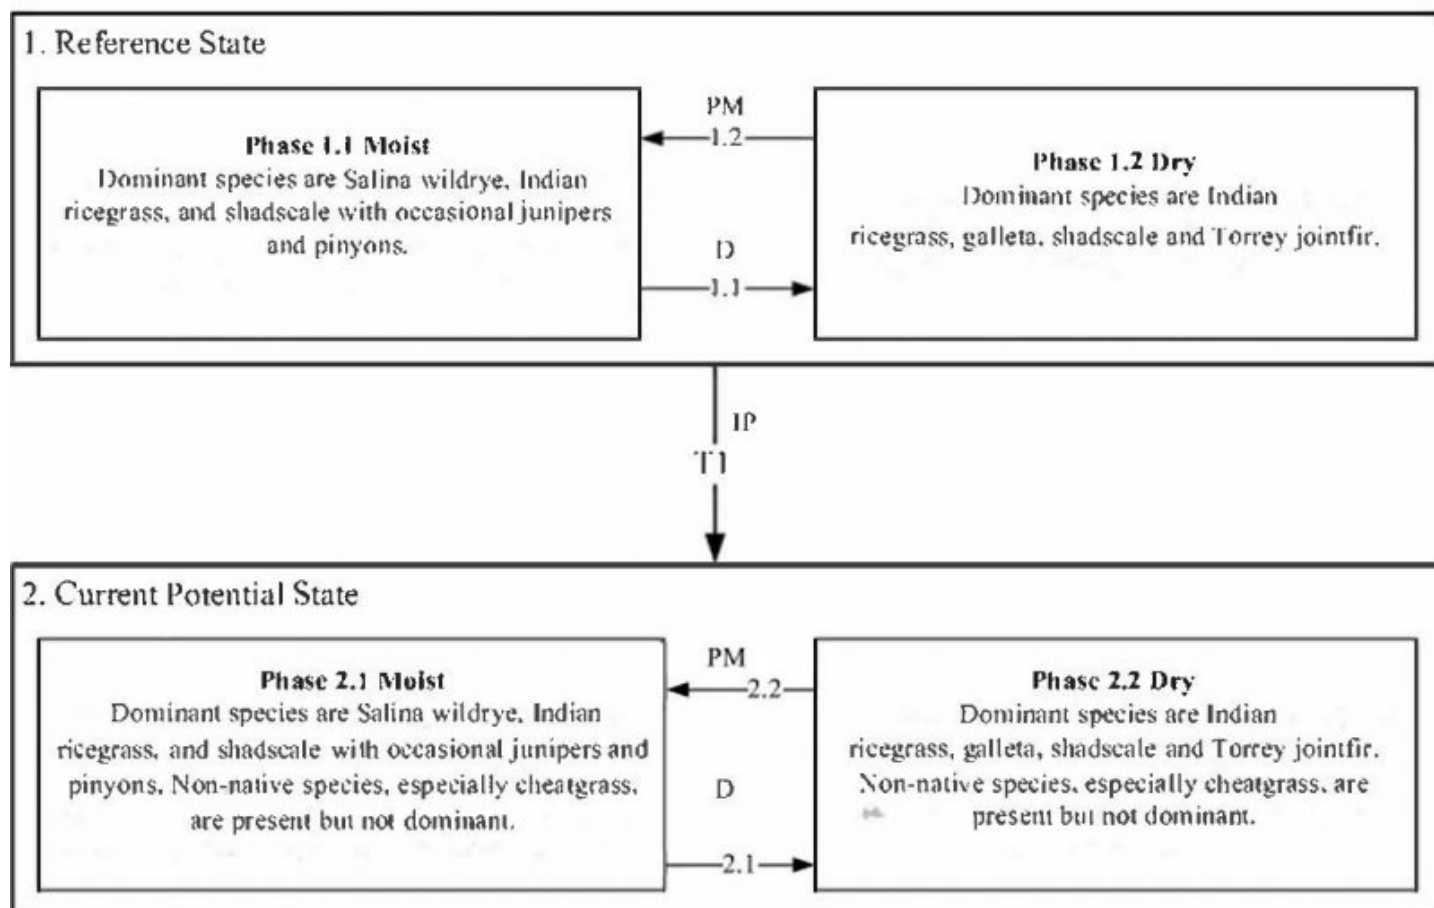 1. Reference State
Phase 1.1 Moist
Dominant species are Salina wildrye, Indian
ricegrass, and shadscale with occasional junipers
and pinyons.
PM
1.2
D
1.1
Phase 1.2 Dry
Dominant species are Indian
ricegrass, galleta, shadscale and Torrey jointfir.
IP
T1
2. Current Potential State
Phase 2.1 Moist
Dominant species are Salina wildrye, Indian
ricegrass, and shadscale with occasional junipers and
pinyons. Non-native species, especially cheatgrass,
are present but not dominant.
PM
2.2
D
2.1
Phase 2.2 Dry
Dominant species are Indian
ricegrass, galleta, shadscale and Torrey jointfir.
Non-native species, especially cheatgrass, are
present but not dominant.